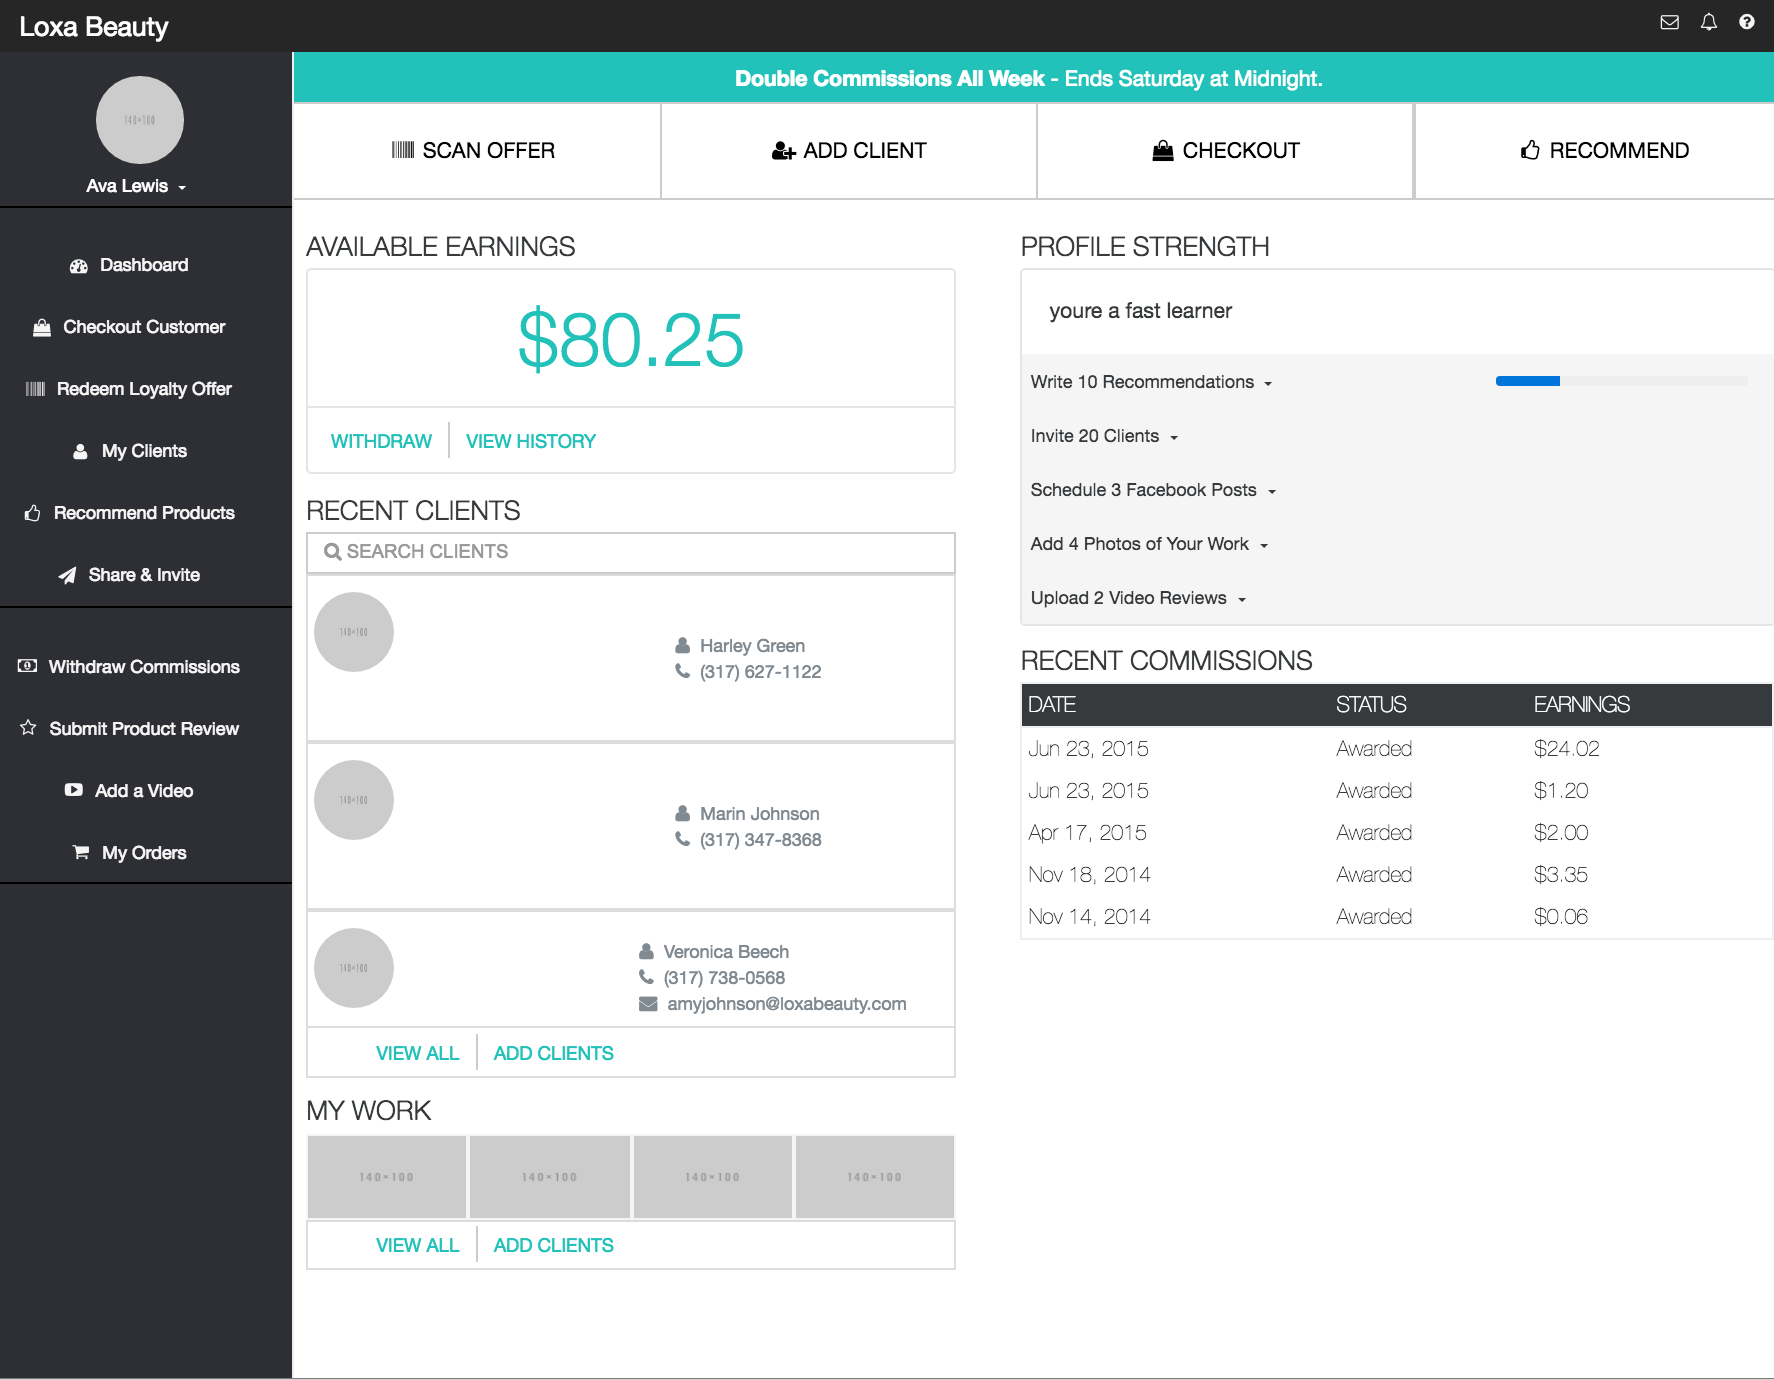 Loxa Beauty
140×100
Ava Lewis
Dashboard
Checkout Customer
Redeem Loyalty Offer
My Clients
Recommend Products
Share & Invite
Withdraw Commissions
Submit Product Review
Add a Video
My Orders
Double Commissions All Week - Ends Saturday at Midnight.
SCAN OFFER
ADD CLIENT
CHECKOUT
RECOMMEND
AVAILABLE EARNINGS
$80.25
WITHDRAW
VIEW HISTORY
RECENT CLIENTS
SEARCH CLIENTS
140×100
Harley Green
(317) 627-1122
140×100
Marin Johnson
(317) 347-8368
140×100
Veronica Beech
(317) 738-0568
amyjohnson@loxabeauty.com
VIEW ALL
ADD CLIENTS
MY WORK
140×100
140×100
140×100
140×100
VIEW ALL
ADD CLIENTS
PROFILE STRENGTH
youre a fast learner
Write 10 Recommendations
Invite 20 Clients
Schedule 3 Facebook Posts
Add 4 Photos of Your Work
Upload 2 Video Reviews
RECENT COMMISSIONS
DATE STATUS EARNINGS
Jun 23, 2015 Awarded $24.02
Jun 23, 2015 Awarded $1.20
Apr 17, 2015 Awarded $2.00
Nov 18, 2014 Awarded $3.35
Nov 14, 2014 Awarded $0.06